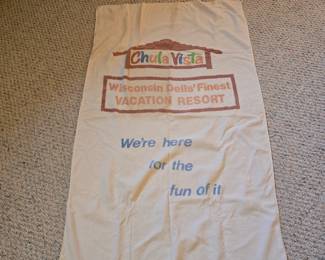 Chula Vista
Wisconsin Dells' Finest
VACATION RESORT
We're here
for the
fun of it